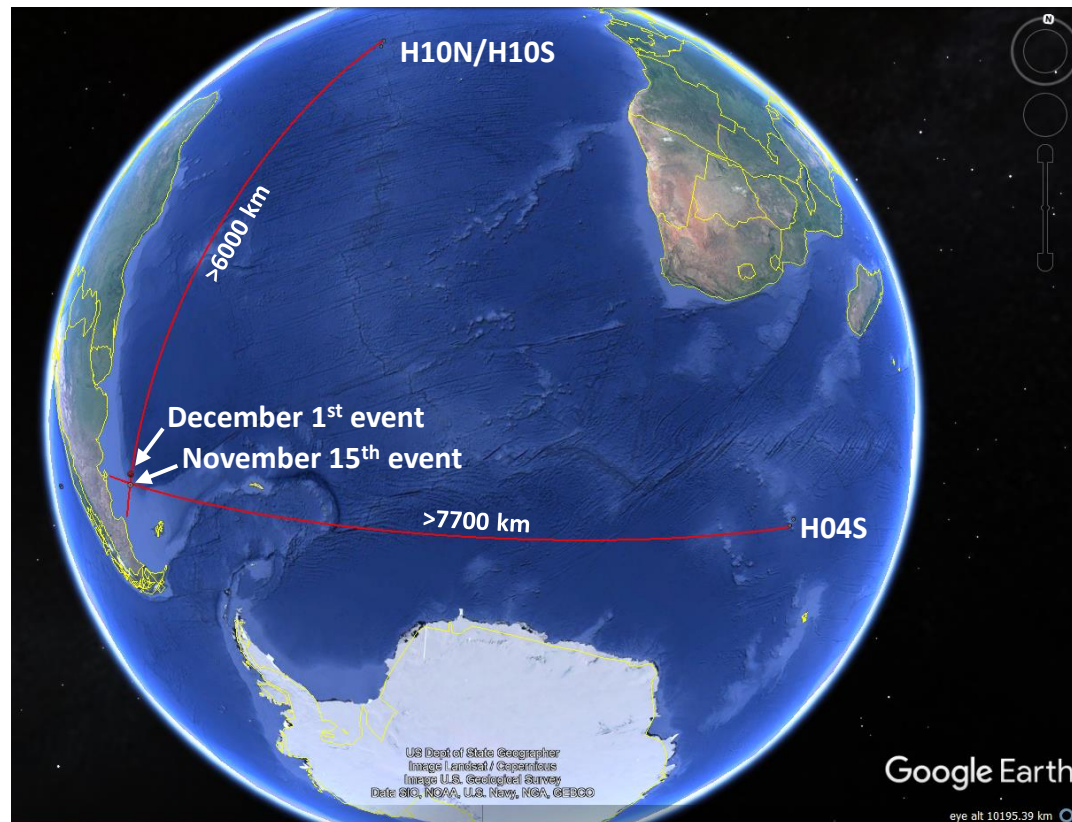 N
H10N/H10S
>6000 km
December 1st event
November 15th event
>7700 km
H04S
US Dept of State Geographer
Image Landsat / Copernicus
Image U.S. Geological Survey
Data SIO, NOAA, U.S. Navy, NGA, GEBCO
Google Earth
eye alt 10195.39 km